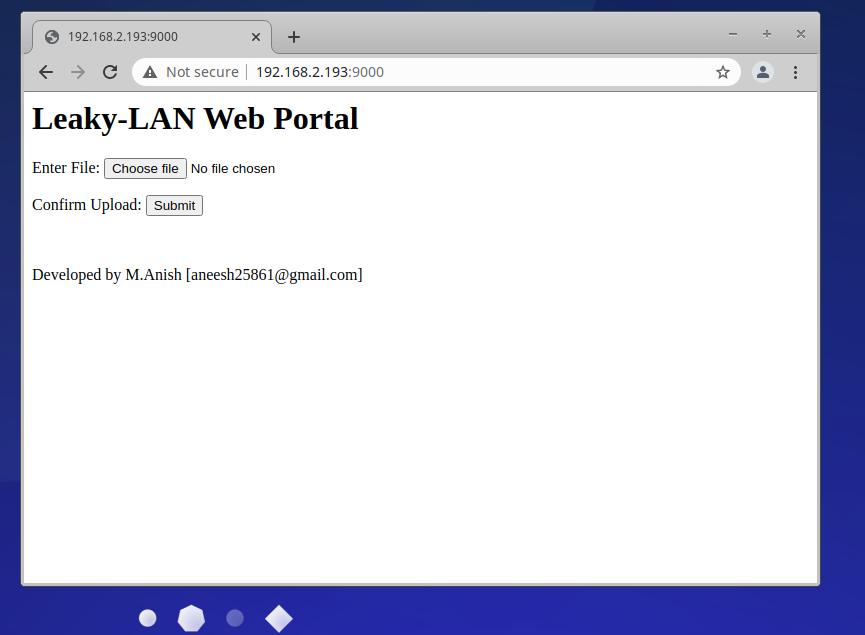 192.168.2.193:9000
Not secure 192.168.2.193:9000
Leaky-LAN Web Portal
Enter File: Choose file No file chosen
Confirm Upload: Submit
Developed by M.Anish [aneesh25861@gmail.com]